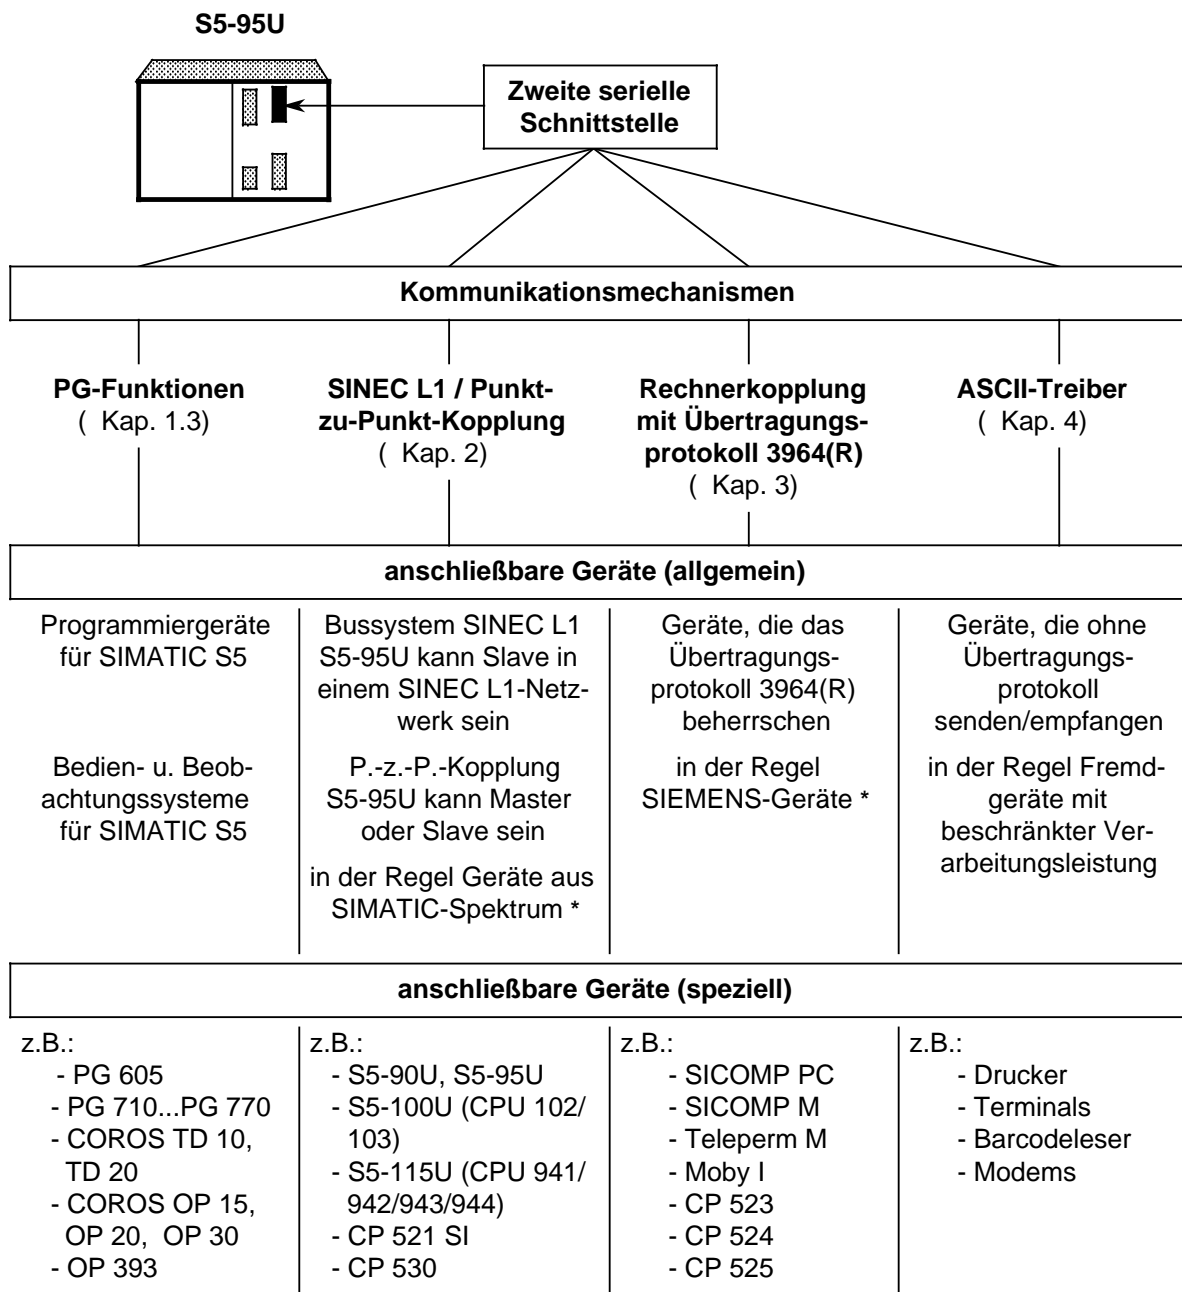 S5-95U
Zweite serielle
Schnittstelle
Kommunikationsmechanismen
PG-Funktionen
( Kap. 1.3)
SINEC L1 / Punkt-
zu-Punkt-Kopplung
( Kap. 2)
Rechnerkopplung
mit Übertragungs-
protokoll 3964(R)
( Kap. 3)
ASCII-Treiber
( Kap. 4)
anschließbare Geräte (allgemein)
Programmiergeräte
für SIMATIC S5
Bedien- u. Beob-
achtungssysteme
für SIMATIC S5
Bussystem SINEC L1
S5-95U kann Slave in
einem SINEC L1-Netz-
werk sein
P.-z.-P.-Kopplung
S5-95U kann Master
oder Slave sein
in der Regel Geräte aus
SIMATIC-Spektrum *
Geräte, die das
Übertragungs-
protokoll 3964(R)
beherrschen
in der Regel
SIEMENS-Geräte *
Geräte, die ohne
Übertragungs-
protokoll
senden/empfangen
in der Regel Fremd-
geräte mit
beschränkter Ver-
arbeitungsleistung
anschließbare Geräte (speziell)
z.B.:
- PG 605
- PG 710...PG 770
- COROS TD 10,
TD 20
- COROS OP 15,
OP 20, OP 30
- OP 393
z.B.:
- S5-90U, S5-95U
- S5-100U (CPU 102/
103)
- S5-115U (CPU 941/
942/943/944)
- CP 521 SI
- CP 530
z.B.:
- SICOMP PC
- SICOMP M
- Teleperm M
- Moby I
- CP 523
- CP 524
- CP 525
z.B.:
- Drucker
- Terminals
- Barcodeleser
- Modems